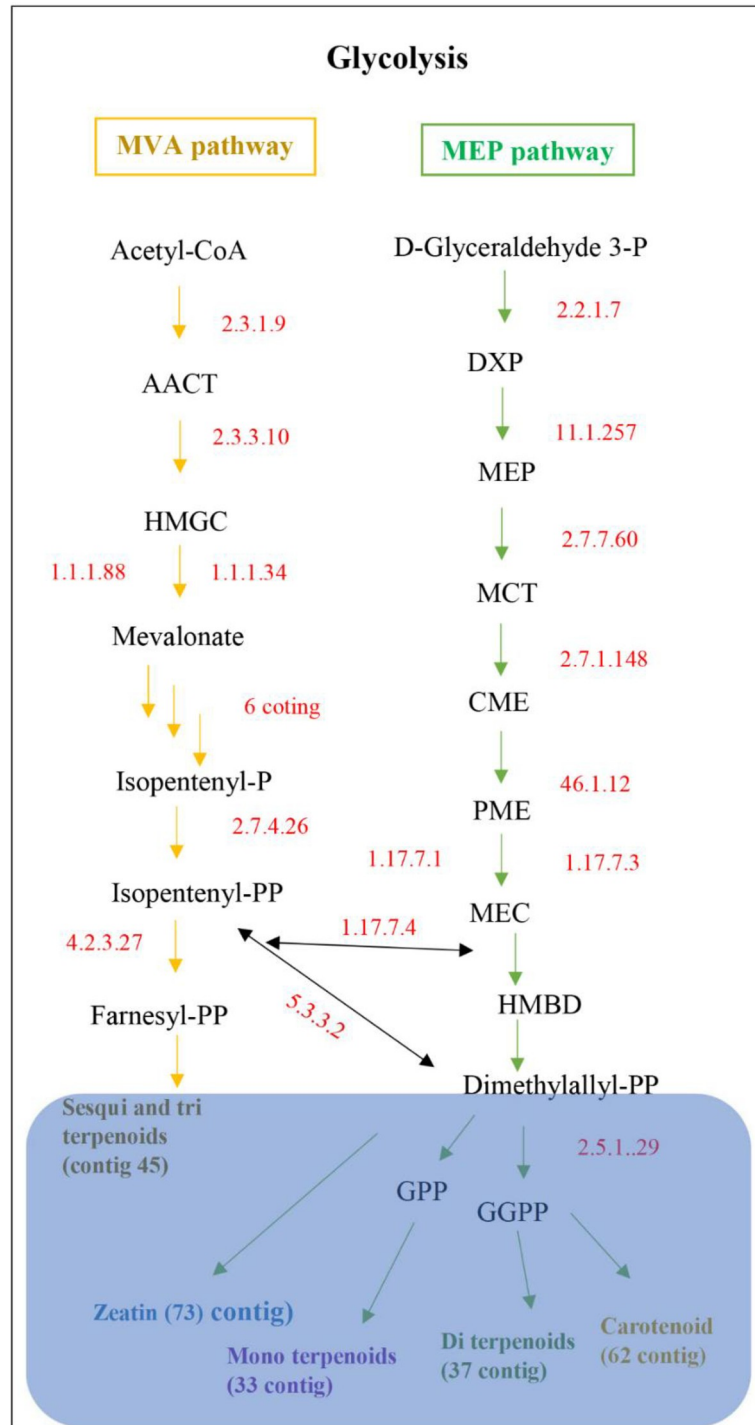 Glycolysis
MVA pathway
MEP pathway
Acetyl-CoA
D-Glyceraldehyde 3-P
2.3.1.9
2.2.1.7
AACT
DXP
2.3.3.10
11.1.257
MEP
HMGC
2.7.7.60
1.1.1.88
1.1.1.34
MCT
Mevalonate
2.7.1.148
6 coting
CME
Isopentenyl-P
46.1.12
PME
2.7.4.26
1.17.7.1
1.17.7.3
Isopentenyl-PP
MEC
1.17.7.4
4.2.3.27
5.3.3.2
HMBD
Farnesyl-PP
Dimethylallyl-PP
Sesqui and tri
terpenoids
(contig 45)
2.5.1..29
GPP
GGPP
Zeatin (73) contig)
Mono terpenoids
(33 contig)
Di terpenoids
(37 contig)
Carotenoid
(62 contig)